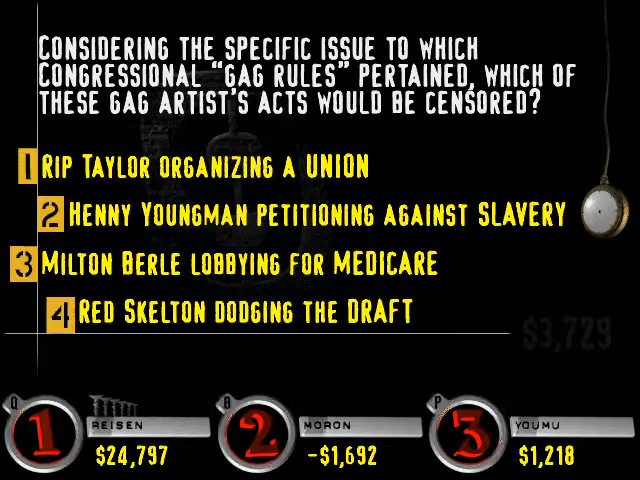 Considering the specific issue to which
Congressional “gag rules” pertained, which of
these gag artist's acts would be censored?
1 Rip Taylor organizing a UNION
2 Henny Youngman petitioning against SLAVERY
3 Milton Berle lobbying for MEDICARE
4 Red Skelton dodging the DRAFT
$3,729
Q B P
1 REISEN 2 MORON 3 YOUMU
$24,797 -$1,692 $1,218